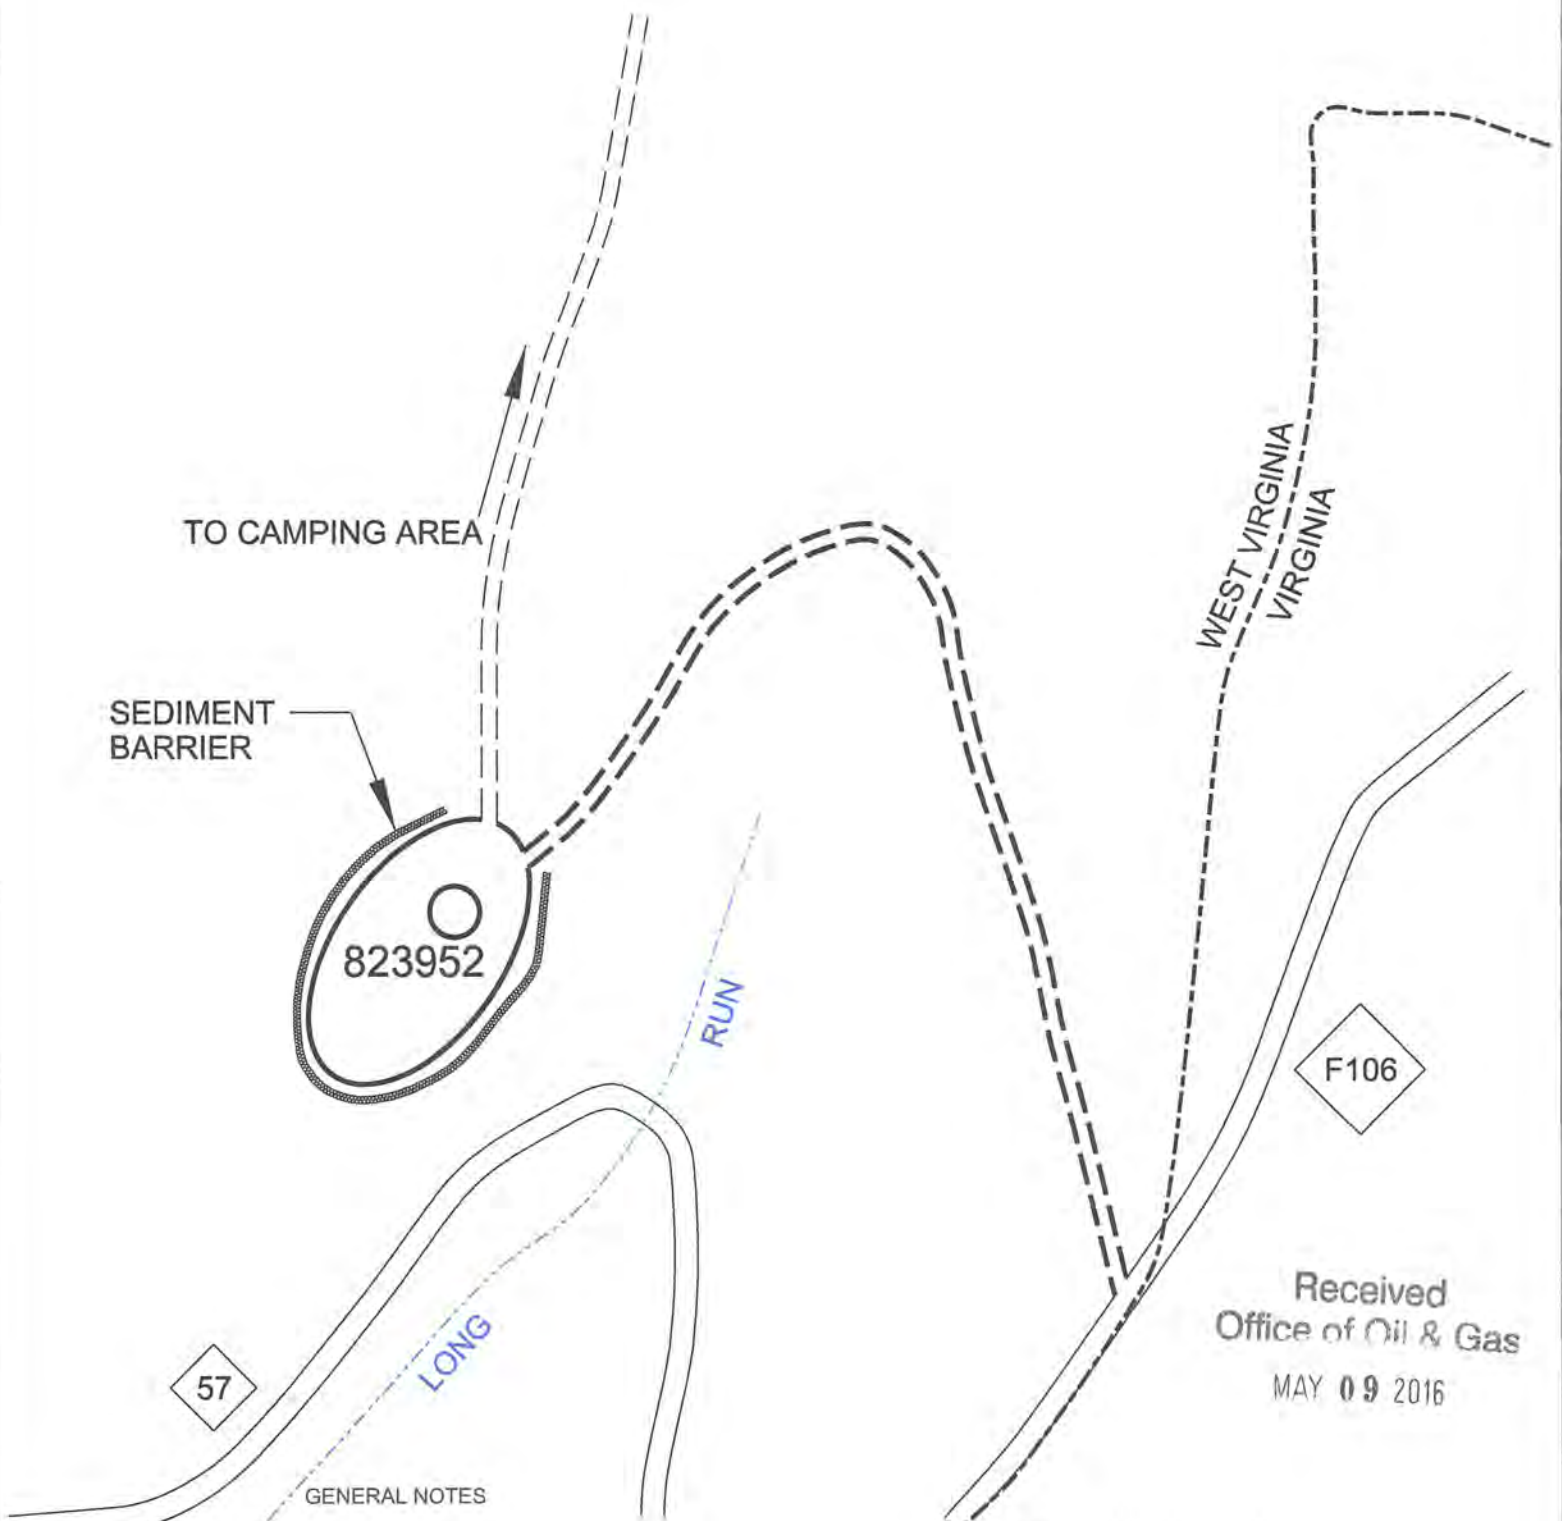 TO CAMPING AREA
WEST VIRGINIA
VIRGINIA
SEDIMENT
BARRIER
823952
RUN
F106
Received
Office of Oil & Gas
MAY 09 2016
LONG
57
GENERAL NOTES